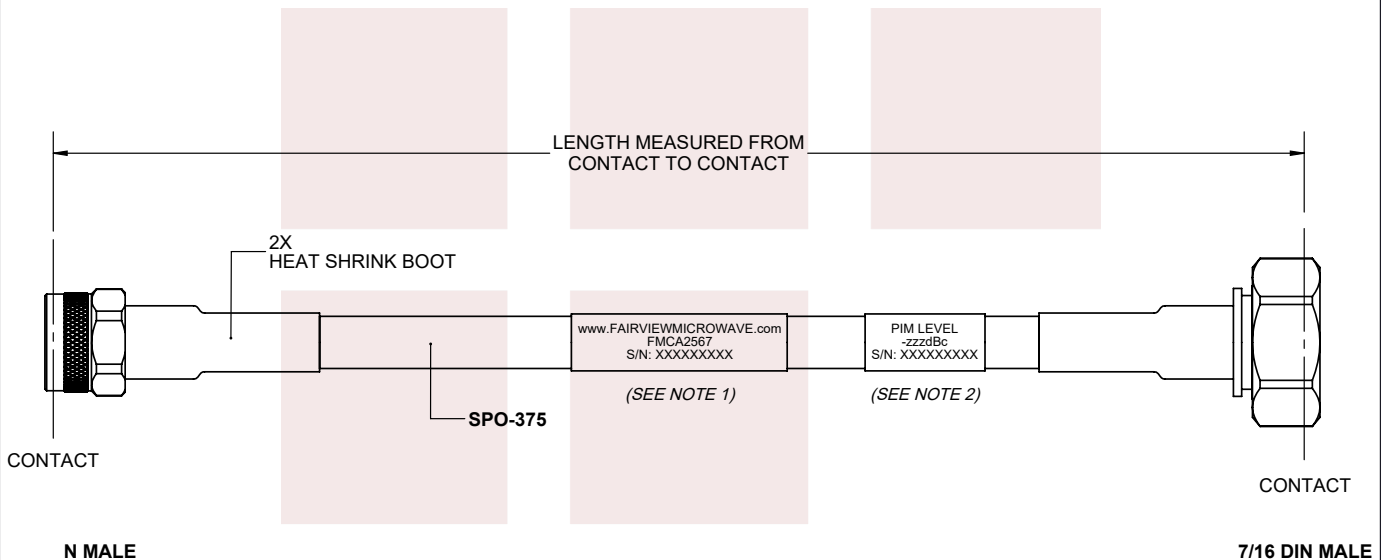 LENGTH MEASURED FROM
CONTACT TO CONTACT
2X
HEAT SHRINK BOOT
www.FAIRVIEWMICROWAVE.com
FMCA2567
S/N: XXXXXXXXX
PIM LEVEL
-zzzdBc
S/N: XXXXXXXXX
(SEE NOTE 1)
(SEE NOTE 2)
SPO-375
CONTACT
CONTACT
N MALE
7/16 DIN MALE